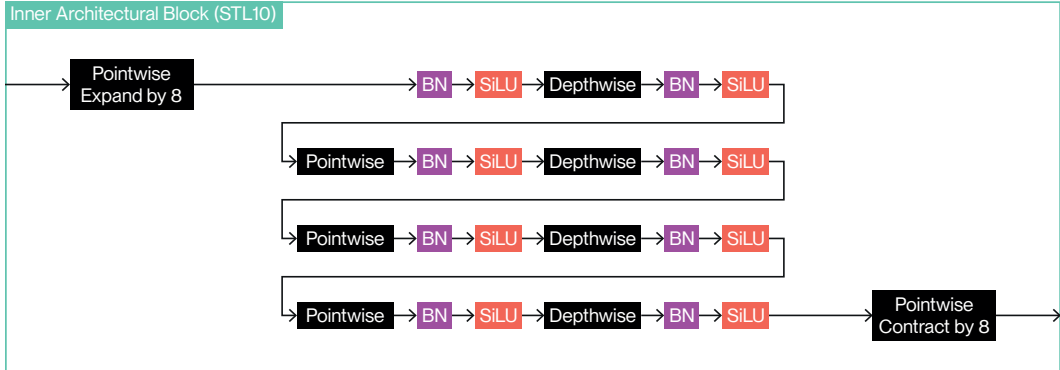 Inner Architectural Block (STL10)
Pointwise
Expand by 8
BN SiLU Depthwise BN SiLU
Pointwise BN SiLU Depthwise BN SiLU
Pointwise BN SiLU Depthwise BN SiLU
Pointwise BN SiLU Depthwise BN SiLU
Pointwise
Contract by 8